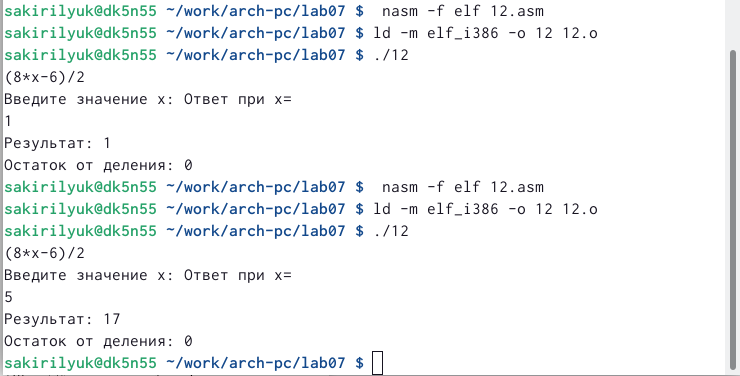 sakirilyuk@dk5n55 ~/work/arch-pc/lab07 $  nasm -f elf 12.asm
sakirilyuk@dk5n55 ~/work/arch-pc/lab07 $ ld -m elf_i386 -o 12 12.o
sakirilyuk@dk5n55 ~/work/arch-pc/lab07 $ ./12
(8*x-6)/2
Введите значение x: Ответ при x=
1
Результат: 1
Остаток от деления: 0
sakirilyuk@dk5n55 ~/work/arch-pc/lab07 $  nasm -f elf 12.asm
sakirilyuk@dk5n55 ~/work/arch-pc/lab07 $ ld -m elf_i386 -o 12 12.o
sakirilyuk@dk5n55 ~/work/arch-pc/lab07 $ ./12
(8*x-6)/2
Введите значение x: Ответ при x=
5
Результат: 17
Остаток от деления: 0
sakirilyuk@dk5n55 ~/work/arch-pc/lab07 $